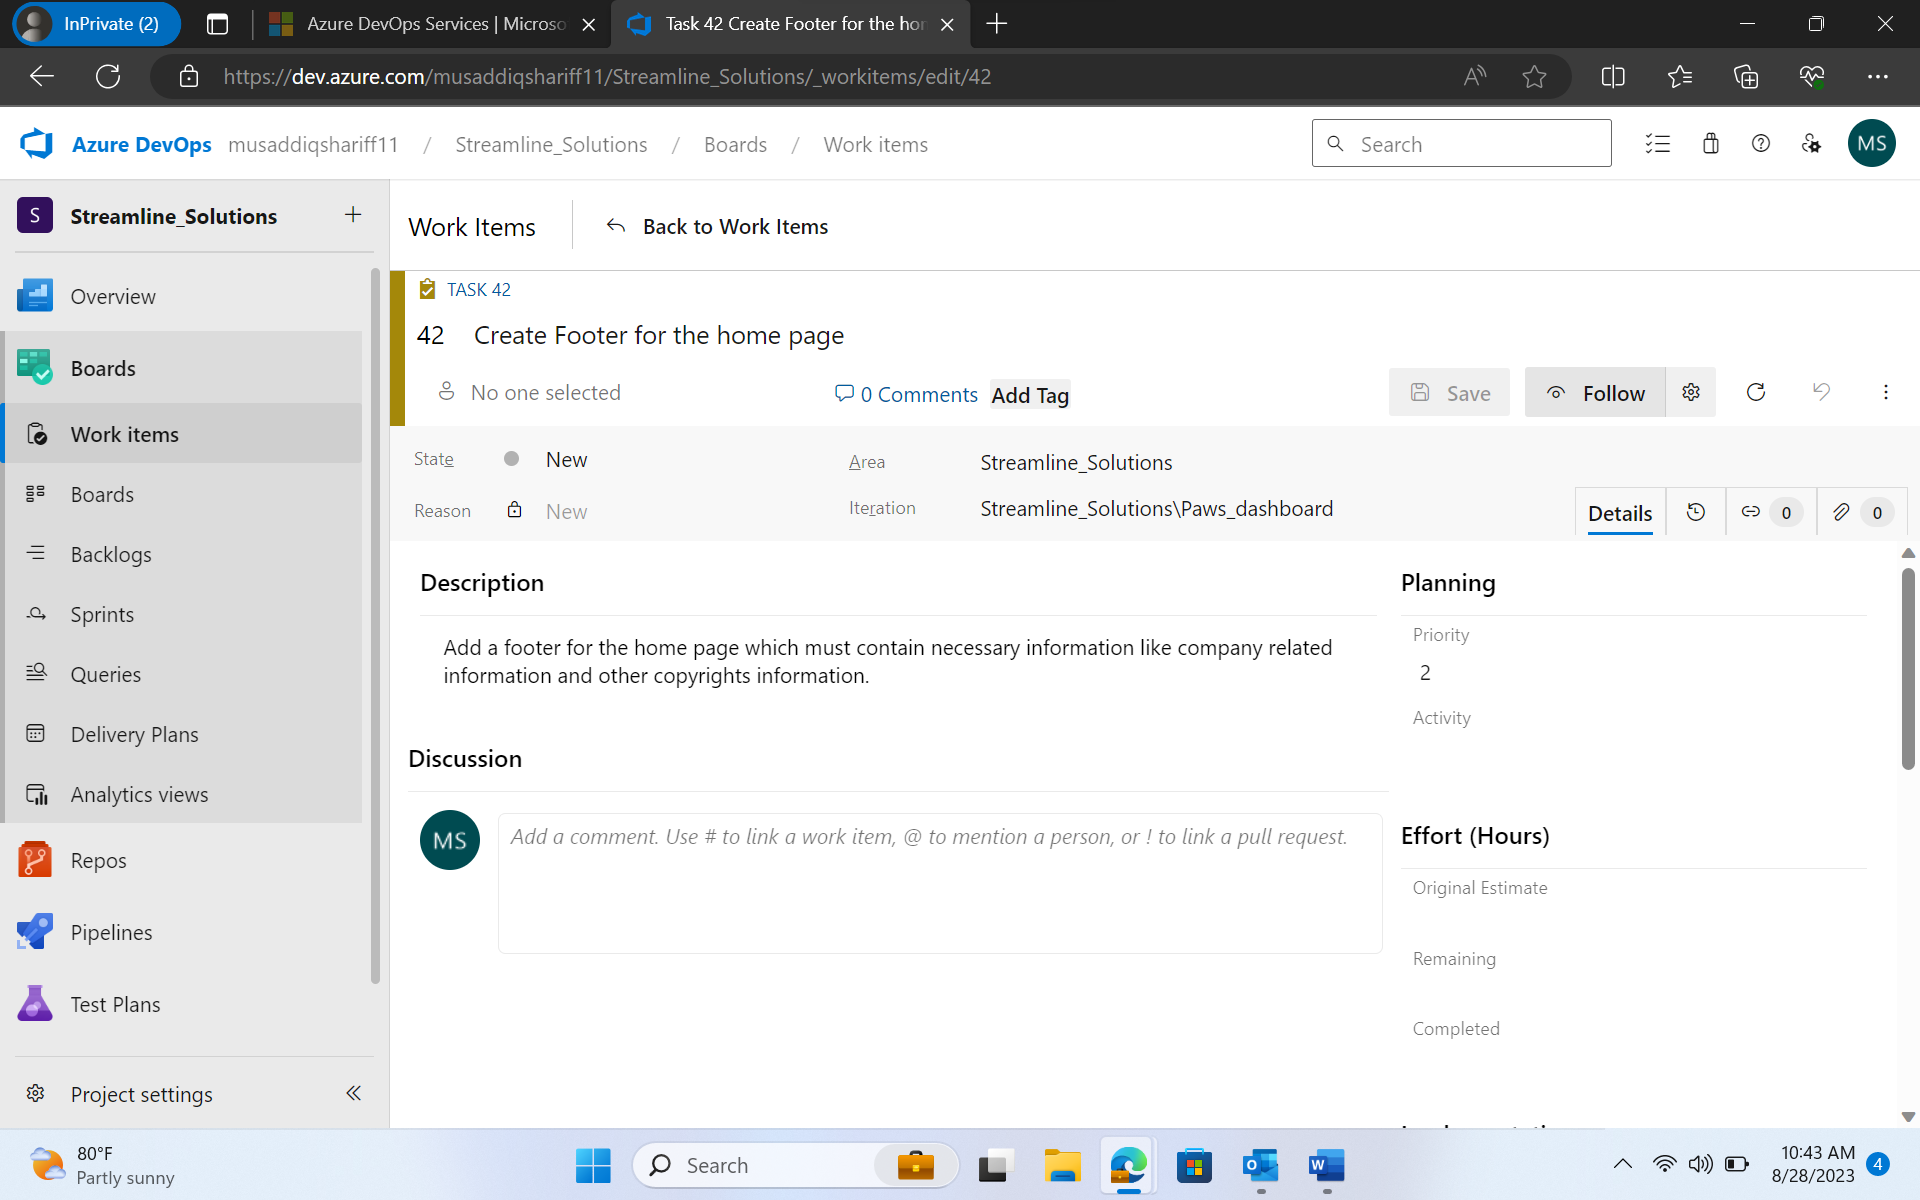 InPrivate (2)
Azure DevOps Services | Microso
Task 42 Create Footer for the hon
https://dev.azure.com/musaddiqshariff11/Streamline_Solutions/_workitems/edit/42
Azure DevOps musaddiqshariff11 / Streamline_Solutions / Boards / Work items
Search
MS
S Streamline_Solutions
Overview
Boards
Work items
Boards
Backlogs
Sprints
Queries
Delivery Plans
Analytics views
Repos
Pipelines
Test Plans
Project settings
Work Items
Back to Work Items
TASK 42
42 Create Footer for the home page
No one selected
0 Comments
Add Tag
Save
Follow
State New
Area Streamline_Solutions
Reason New
Iteration Streamline_Solutions\Paws_dashboard
Details
0
0
Description
Add a footer for the home page which must contain necessary information like company related
information and other copyrights information.
Discussion
MS
Add a comment. Use # to link a work item, @ to mention a person, or ! to link a pull request.
Planning
Priority
2
Activity
Effort (Hours)
Original Estimate
Remaining
Completed
80°F
Partly sunny
Search
10:43 AM
8/28/2023
4